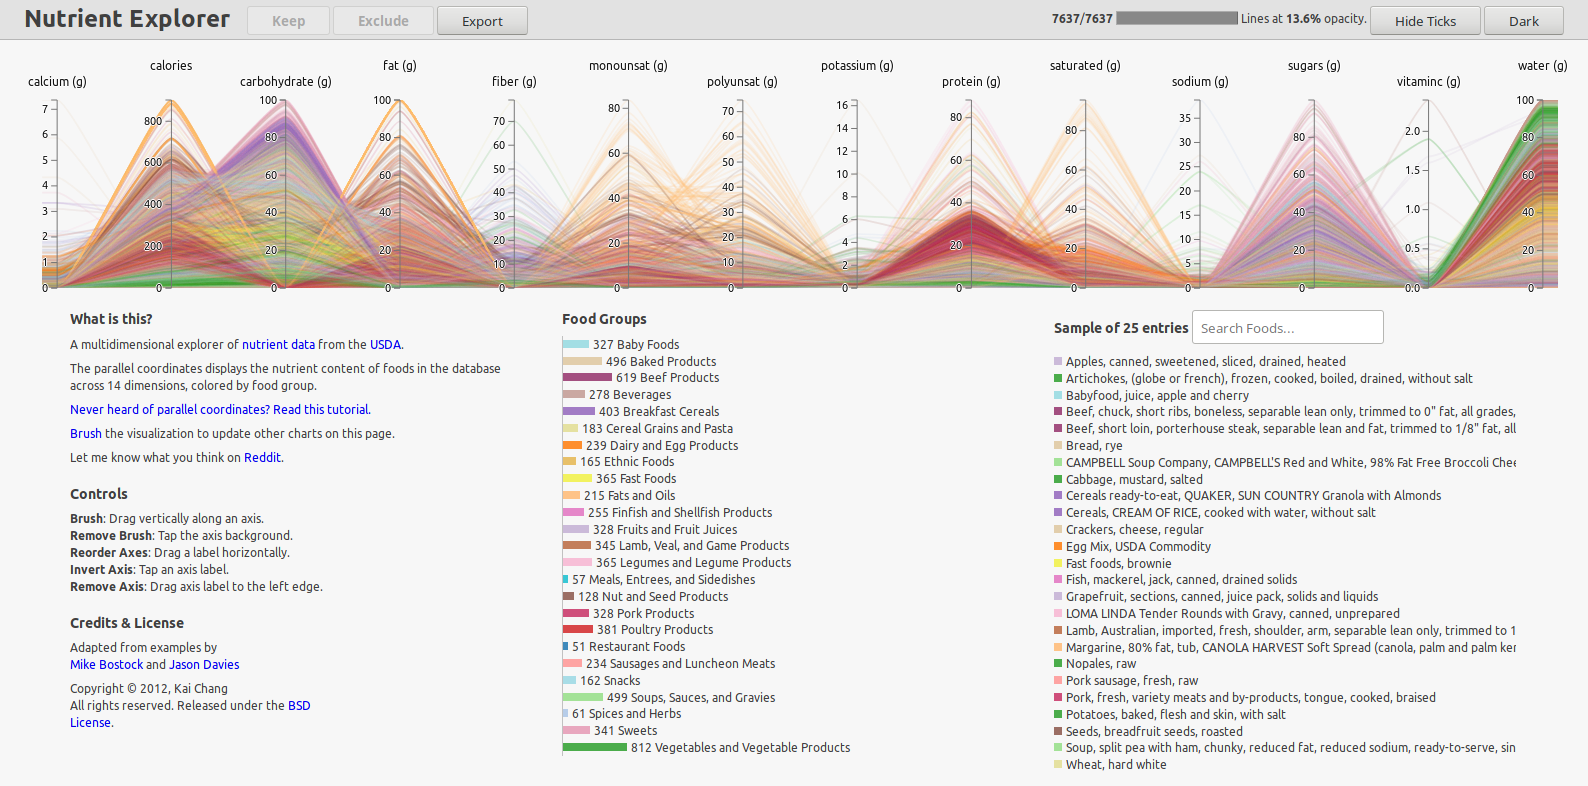 Nutrient Explorer
Keep
Exclude
Export
7637/7637 Lines at 13.6% opacity.
Hide Ticks
Dark
calcium (g)
calories
carbohydrate (g)
fat (g)
fiber (g)
monounsat (g)
polyunsat (g)
potassium (g)
protein (g)
saturated (g)
sodium (g)
sugars (g)
vitaminc (g)
water (g)
7
6
5
4
3
2
1
0
800
600
400
200
0
100
80
60
40
20
0
100
80
60
40
20
0
70
60
50
40
30
20
10
0
80
60
40
20
0
70
60
50
40
30
20
10
0
16
14
12
10
8
6
4
2
0
80
60
40
20
0
80
60
40
20
0
35
30
25
20
15
10
5
0
80
60
40
20
0
2.0
1.5
1.0
0.5
0.0
100
80
60
40
20
0
What is this?
A multidimensional explorer of nutrient data from the USDA.
The parallel coordinates displays the nutrient content of foods in the database
across 14 dimensions, colored by food group.
Never heard of parallel coordinates? Read this tutorial.
Brush the visualization to update other charts on this page.
Let me know what you think on Reddit.
Controls
Brush: Drag vertically along an axis.
Remove Brush: Tap the axis background.
Reorder Axes: Drag a label horizontally.
Invert Axis: Tap an axis label.
Remove Axis: Drag axis label to the left edge.
Credits & License
Adapted from examples by
Mike Bostock and Jason Davies
Copyright © 2012, Kai Chang
All rights reserved. Released under the BSD
License.
Food Groups
327 Baby Foods
496 Baked Products
619 Beef Products
278 Beverages
403 Breakfast Cereals
183 Cereal Grains and Pasta
239 Dairy and Egg Products
165 Ethnic Foods
365 Fast Foods
215 Fats and Oils
255 Finfish and Shellfish Products
328 Fruits and Fruit Juices
345 Lamb, Veal, and Game Products
365 Legumes and Legume Products
57 Meals, Entrees, and Sidedishes
128 Nut and Seed Products
328 Pork Products
381 Poultry Products
51 Restaurant Foods
234 Sausages and Luncheon Meats
162 Snacks
499 Soups, Sauces, and Gravies
61 Spices and Herbs
341 Sweets
812 Vegetables and Vegetable Products
Sample of 25 entries
Search Foods...
Apples, canned, sweetened, sliced, drained, heated
Artichokes, (globe or french), frozen, cooked, boiled, drained, without salt
Babyfood, juice, apple and cherry
Beef, chuck, short ribs, boneless, separable lean only, trimmed to 0" fat, all grades,
Beef, short loin, porterhouse steak, separable lean and fat, trimmed to 1/8" fat, all
Bread, rye
CAMPBELL Soup Company, CAMPBELL'S Red and White, 98% Fat Free Broccoli Chee
Cabbage, mustard, salted
Cereals ready-to-eat, QUAKER, SUN COUNTRY Granola with Almonds
Cereals, CREAM OF RICE, cooked with water, without salt
Crackers, cheese, regular
Egg Mix, USDA Commodity
Fast foods, brownie
Fish, mackerel, jack, canned, drained solids
Grapefruit, sections, canned, juice pack, solids and liquids
LOMA LINDA Tender Rounds with Gravy, canned, unprepared
Lamb, Australian, imported, fresh, shoulder, arm, separable lean only, trimmed to 1
Margarine, 80% fat, tub, CANOLA HARVEST Soft Spread (canola, palm and palm ker
Nopales, raw
Pork sausage, fresh, raw
Pork, fresh, variety meats and by-products, tongue, cooked, braised
Potatoes, baked, flesh and skin, with salt
Seeds, breadfruit seeds, roasted
Soup, split pea with ham, chunky, reduced fat, reduced sodium, ready-to-serve, sin
Wheat, hard white